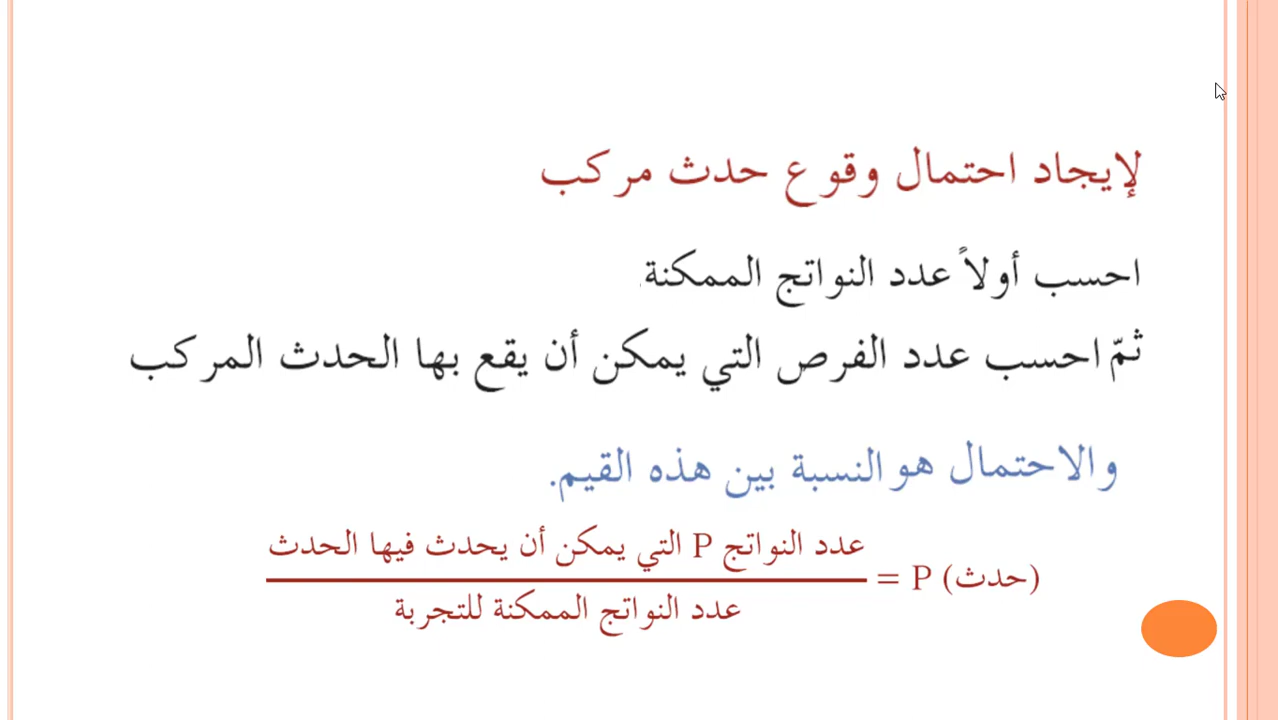 لإيجاد احتمال وقوع حدث مركب
احسب أولاً عدد النواتج الممكنة
ثمّ احسب عدد الفرص التي يمكن أن يقع بها الحدث المركب
والاحتمال هو النسبة بين هذه القيم.
عدد النواتج P التي يمكن أن يحدث فيها الحدث
(حدث) P =
عدد النواتج الممكنة للتجربة